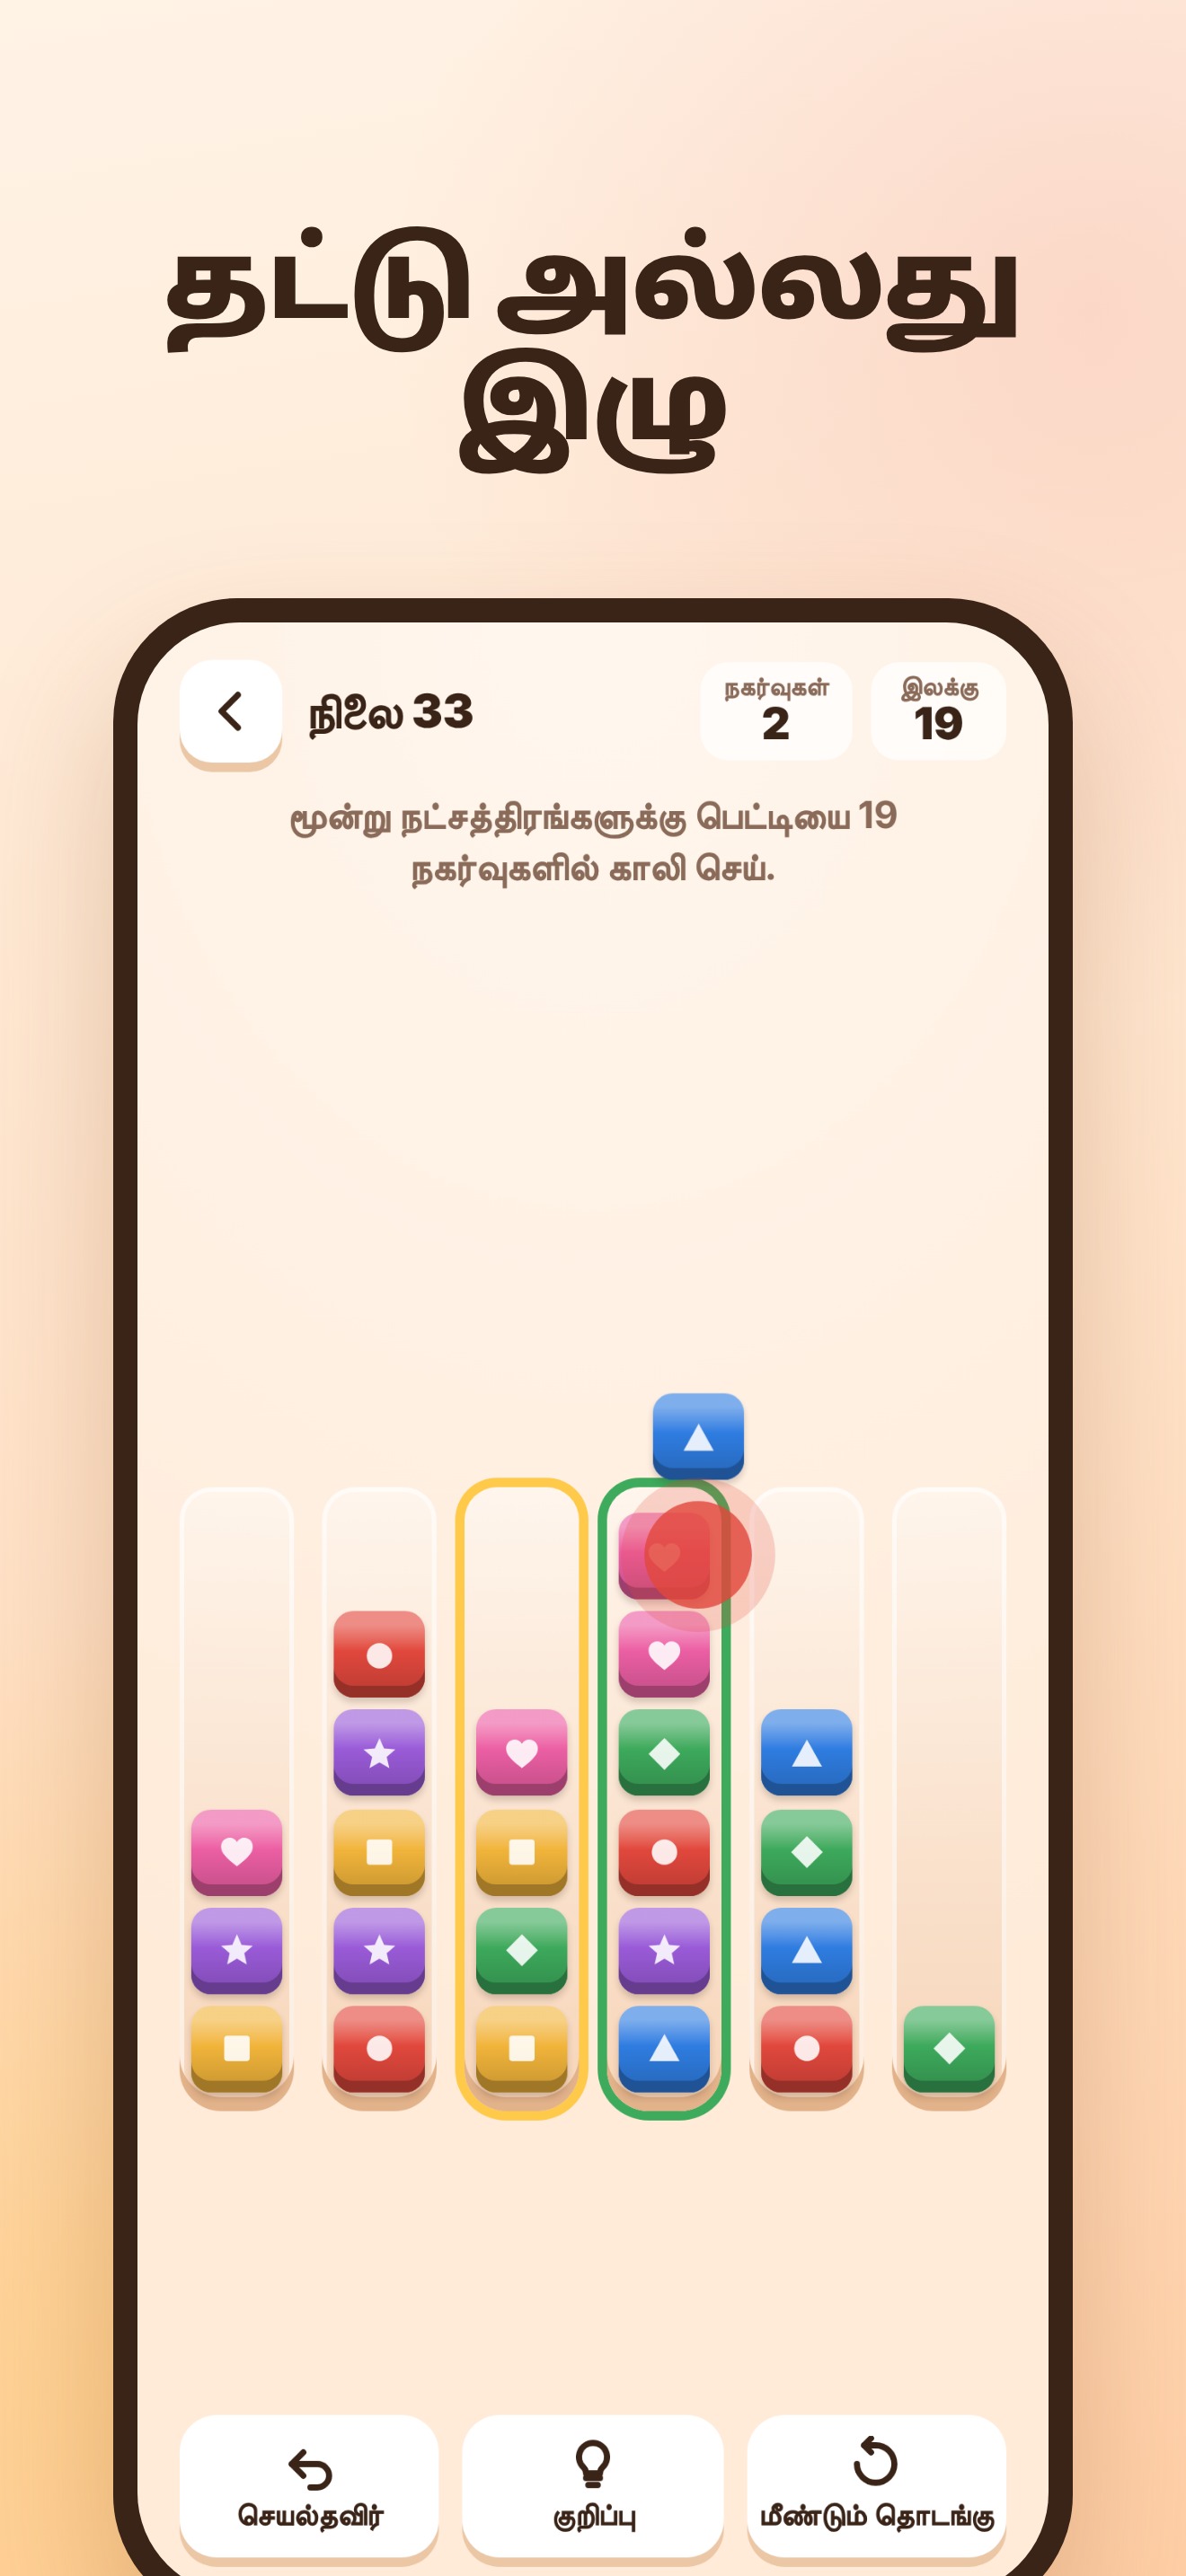 தட்டு அல்லது
இழு
நிலை 33
நகர்வுகள்
2
இலக்கு
19
மூன்று நட்சத்திரங்களுக்கு பெட்டியை 19
நகர்வுகளில் காலி செய்.
செயல்தவிர்
குறிப்பு
மீண்டும் தொடங்கு